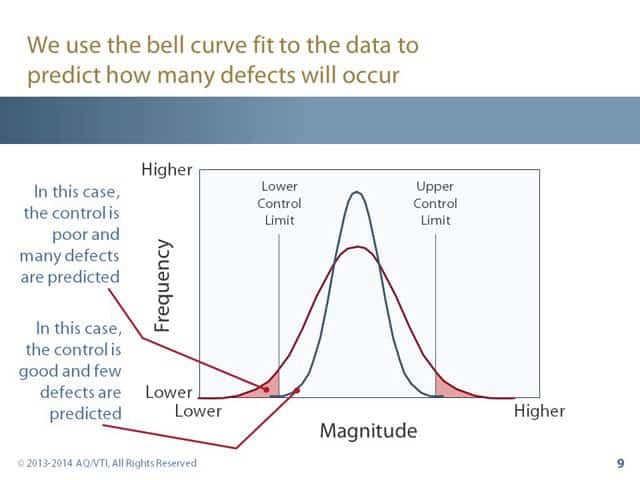 We use the bell curve fit to the data to
predict how many defects will occur
In this case,
the control is
poor and
many defects
are predicted
In this case,
the control is
good and few
defects are
predicted
Higher
Frequency
Lower
Lower
Control
Limit
Upper
Control
Limit
Lower
Higher
Magnitude
© 2013-2014 AQ/VTI, All Rights Reserved
9